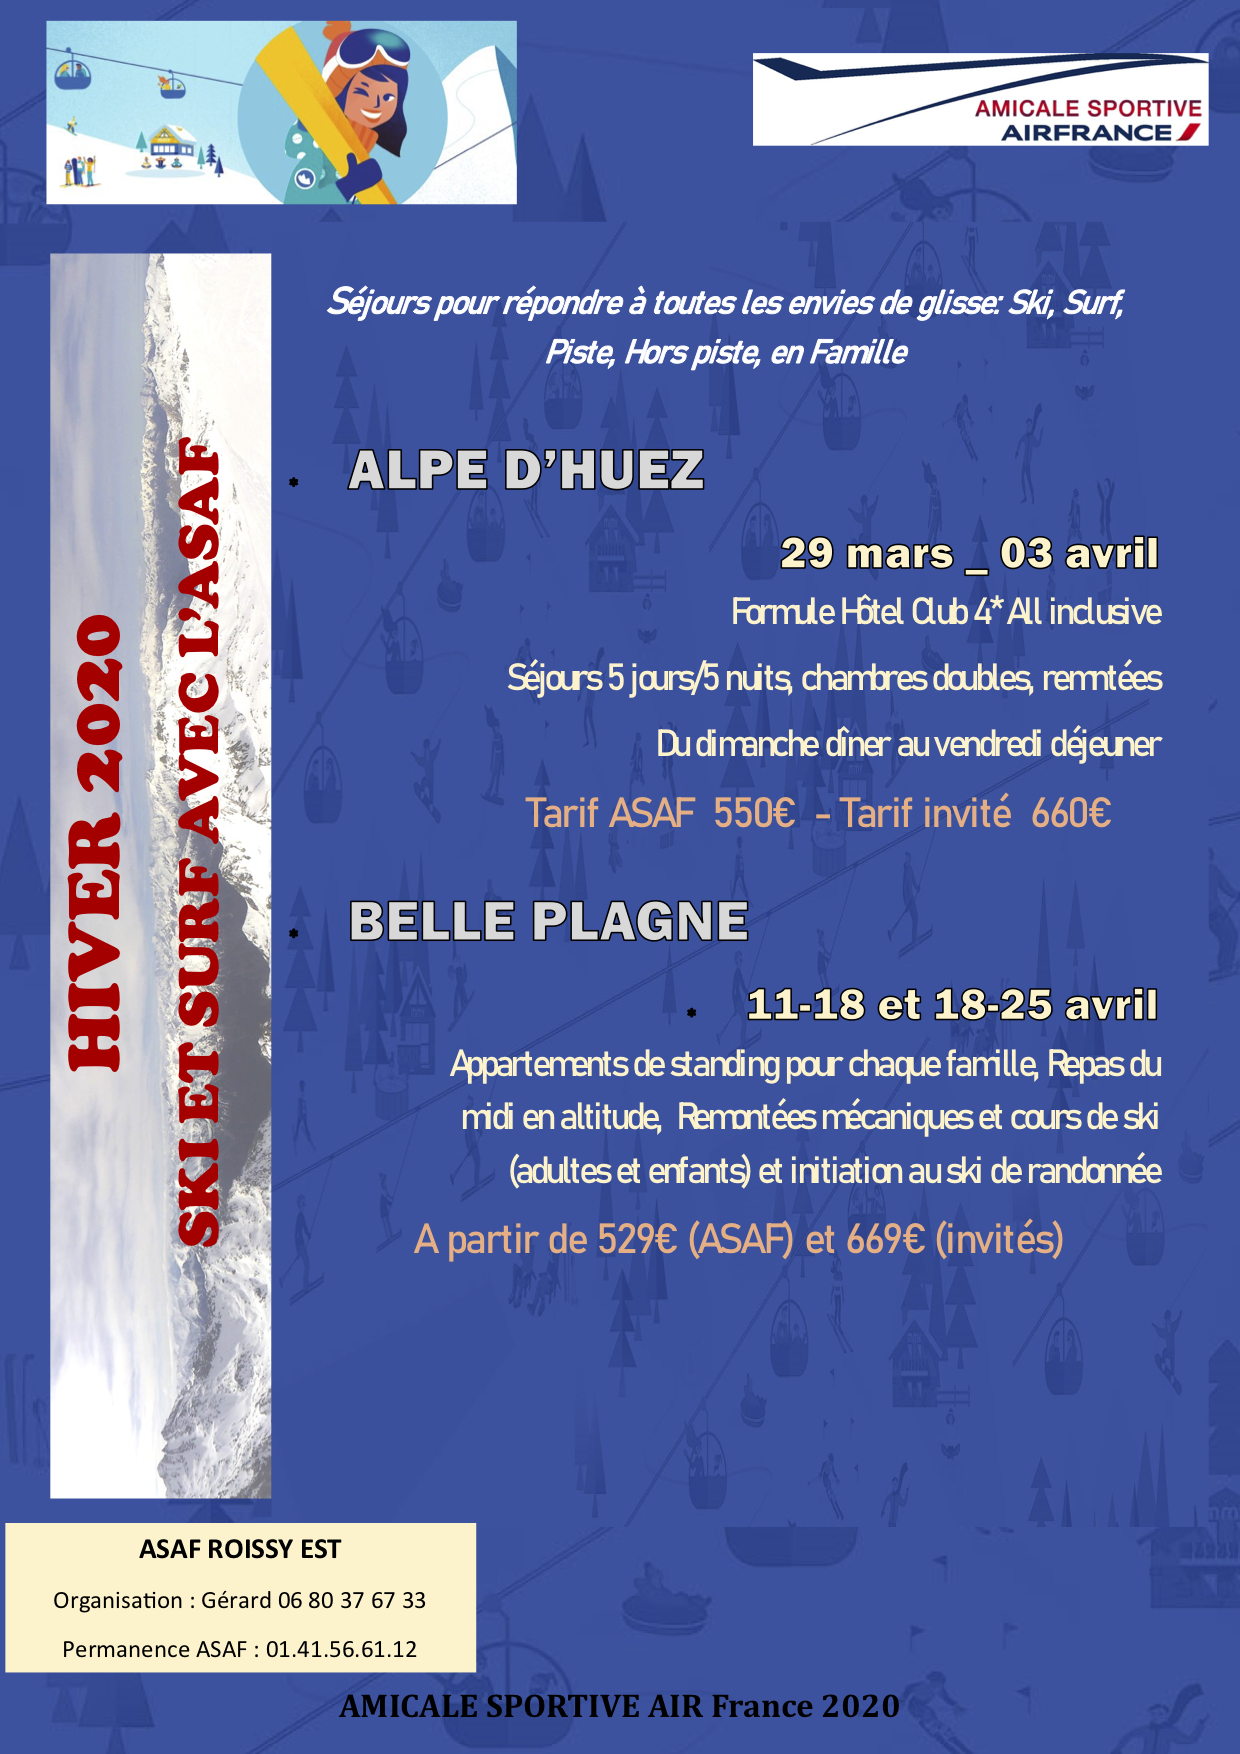 AMICALE SPORTIVE
AIRFRANCE
HIVER 2020
SKI ET SURF AVEC L'ASAF
Séjours pour répondre à toutes les envies de glisse: Ski, Surf,
Piste, Hors piste, en Famille
* ALPE D'HUEZ
29 mars _ 03 avril
Formule Hôtel Club 4* All inclusive
Séjours 5 jours/5 nuits, chambres doubles, remntées
Du dimanche dîner au vendredi déjeuner
Tarif ASAF 550€ - Tarif invité 660€
* BELLE PLAGNE
* 11-18 et 18-25 avril
Appartements de standing pour chaque famille, Repas du
midi en altitude, Remontées mécaniques et cours de ski
(adultes et enfants) et initiation au ski de randonnée
A partir de 529€ (ASAF) et 669€ (invités)
ASAF ROISSY EST
Organisation : Gérard 06 80 37 67 33
Permanence ASAF : 01.41.56.61.12
AMICALE SPORTIVE AIR France 2020